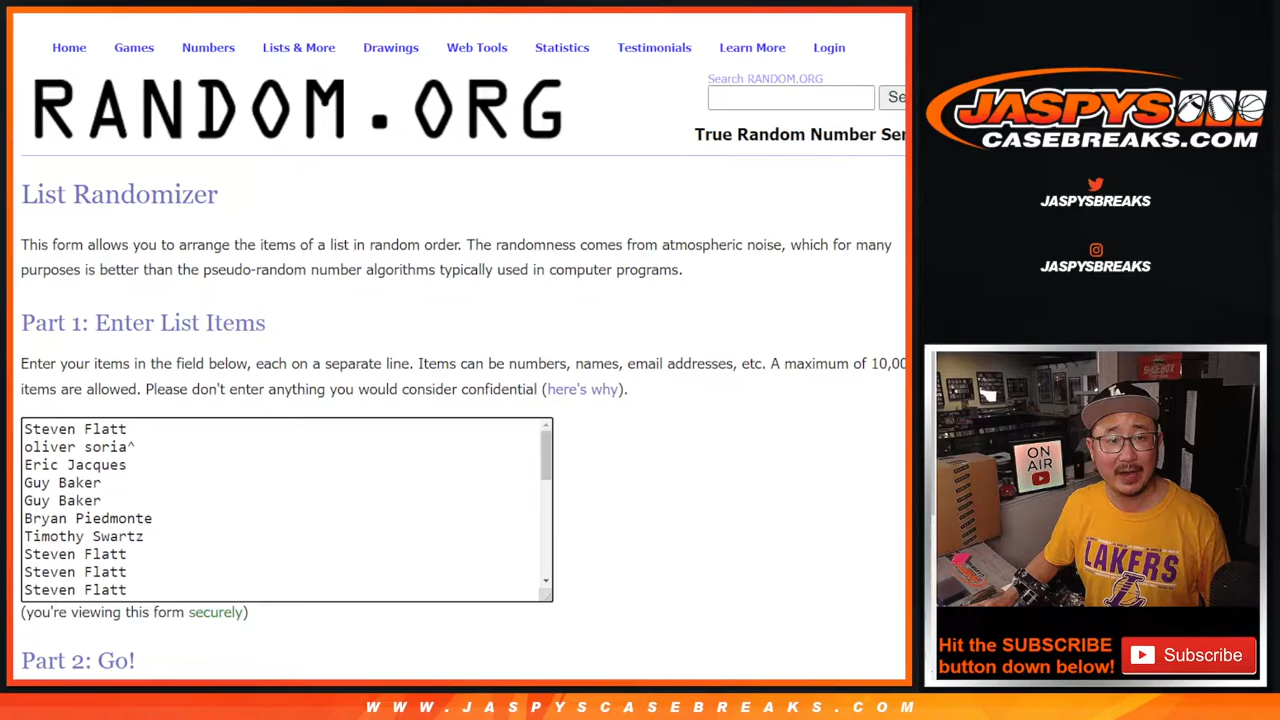 Home Games Numbers Lists & More Drawings Web Tools Statistics Testimonials Learn More Login
RANDOM.ORG
Search RANDOM.ORG
Se
True Random Number Ser
List Randomizer
This form allows you to arrange the items of a list in random order. The randomness comes from atmospheric noise, which for many
purposes is better than the pseudo-random number algorithms typically used in computer programs.
Part 1: Enter List Items
Enter your items in the field below, each on a separate line. Items can be numbers, names, email addresses, etc. A maximum of 10,00
items are allowed. Please don't enter anything you would consider confidential (here's why).
Steven Flatt
oliver soria^
Eric Jacques
Guy Baker
Guy Baker
Bryan Piedmonte
Timothy Swartz
Steven Flatt
Steven Flatt
Steven Flatt
(you're viewing this form securely)
Part 2: Go!
JASPYS
CASEBREAKS.COM
JASPYSBREAKS
JASPYSBREAKS
SHOEBOX
ON
AIR
LAKERS
Hit the SUBSCRIBE
button down below!
Subscribe
WWW.JASPYSCASEBREAKS.COM